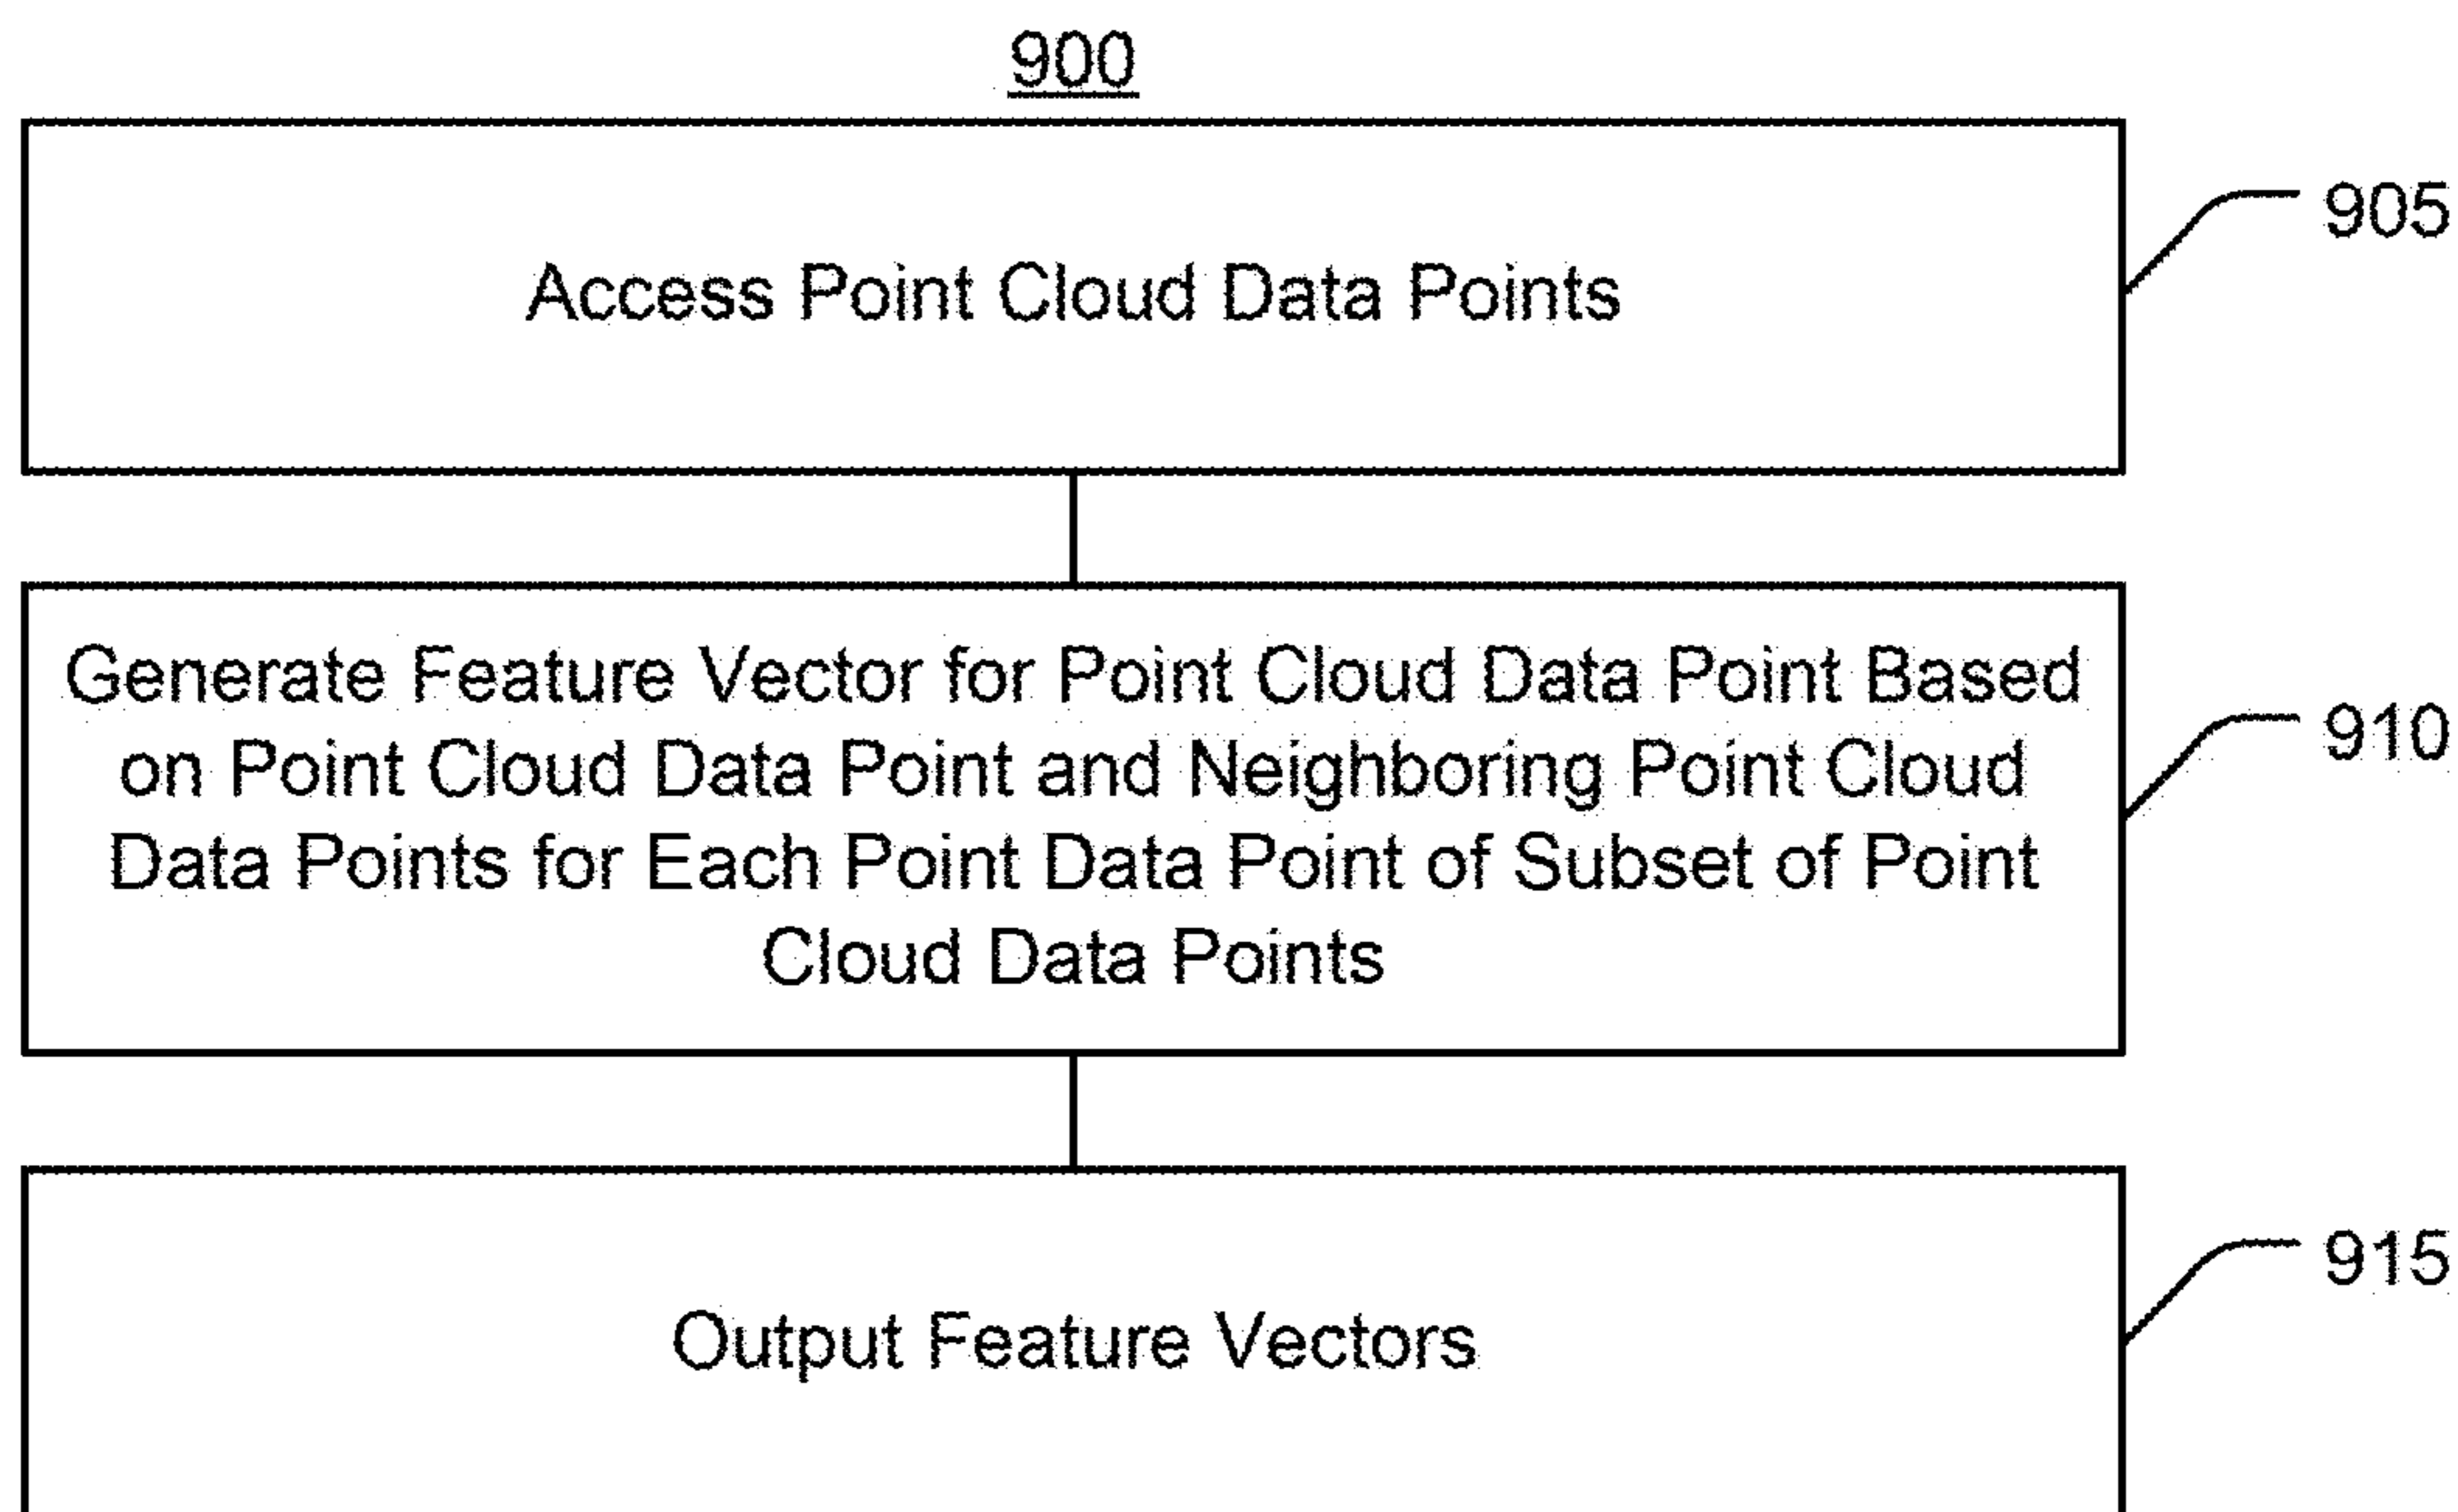 900
Access Point Cloud Data Points
905
Generate Feature Vector for Point Cloud Data Point Based
on Point Cloud Data Point and Neighboring Point Cloud
Data Points for Each Point Data Point of Subset of Point
Cloud Data Points
910
Output Feature Vectors
915